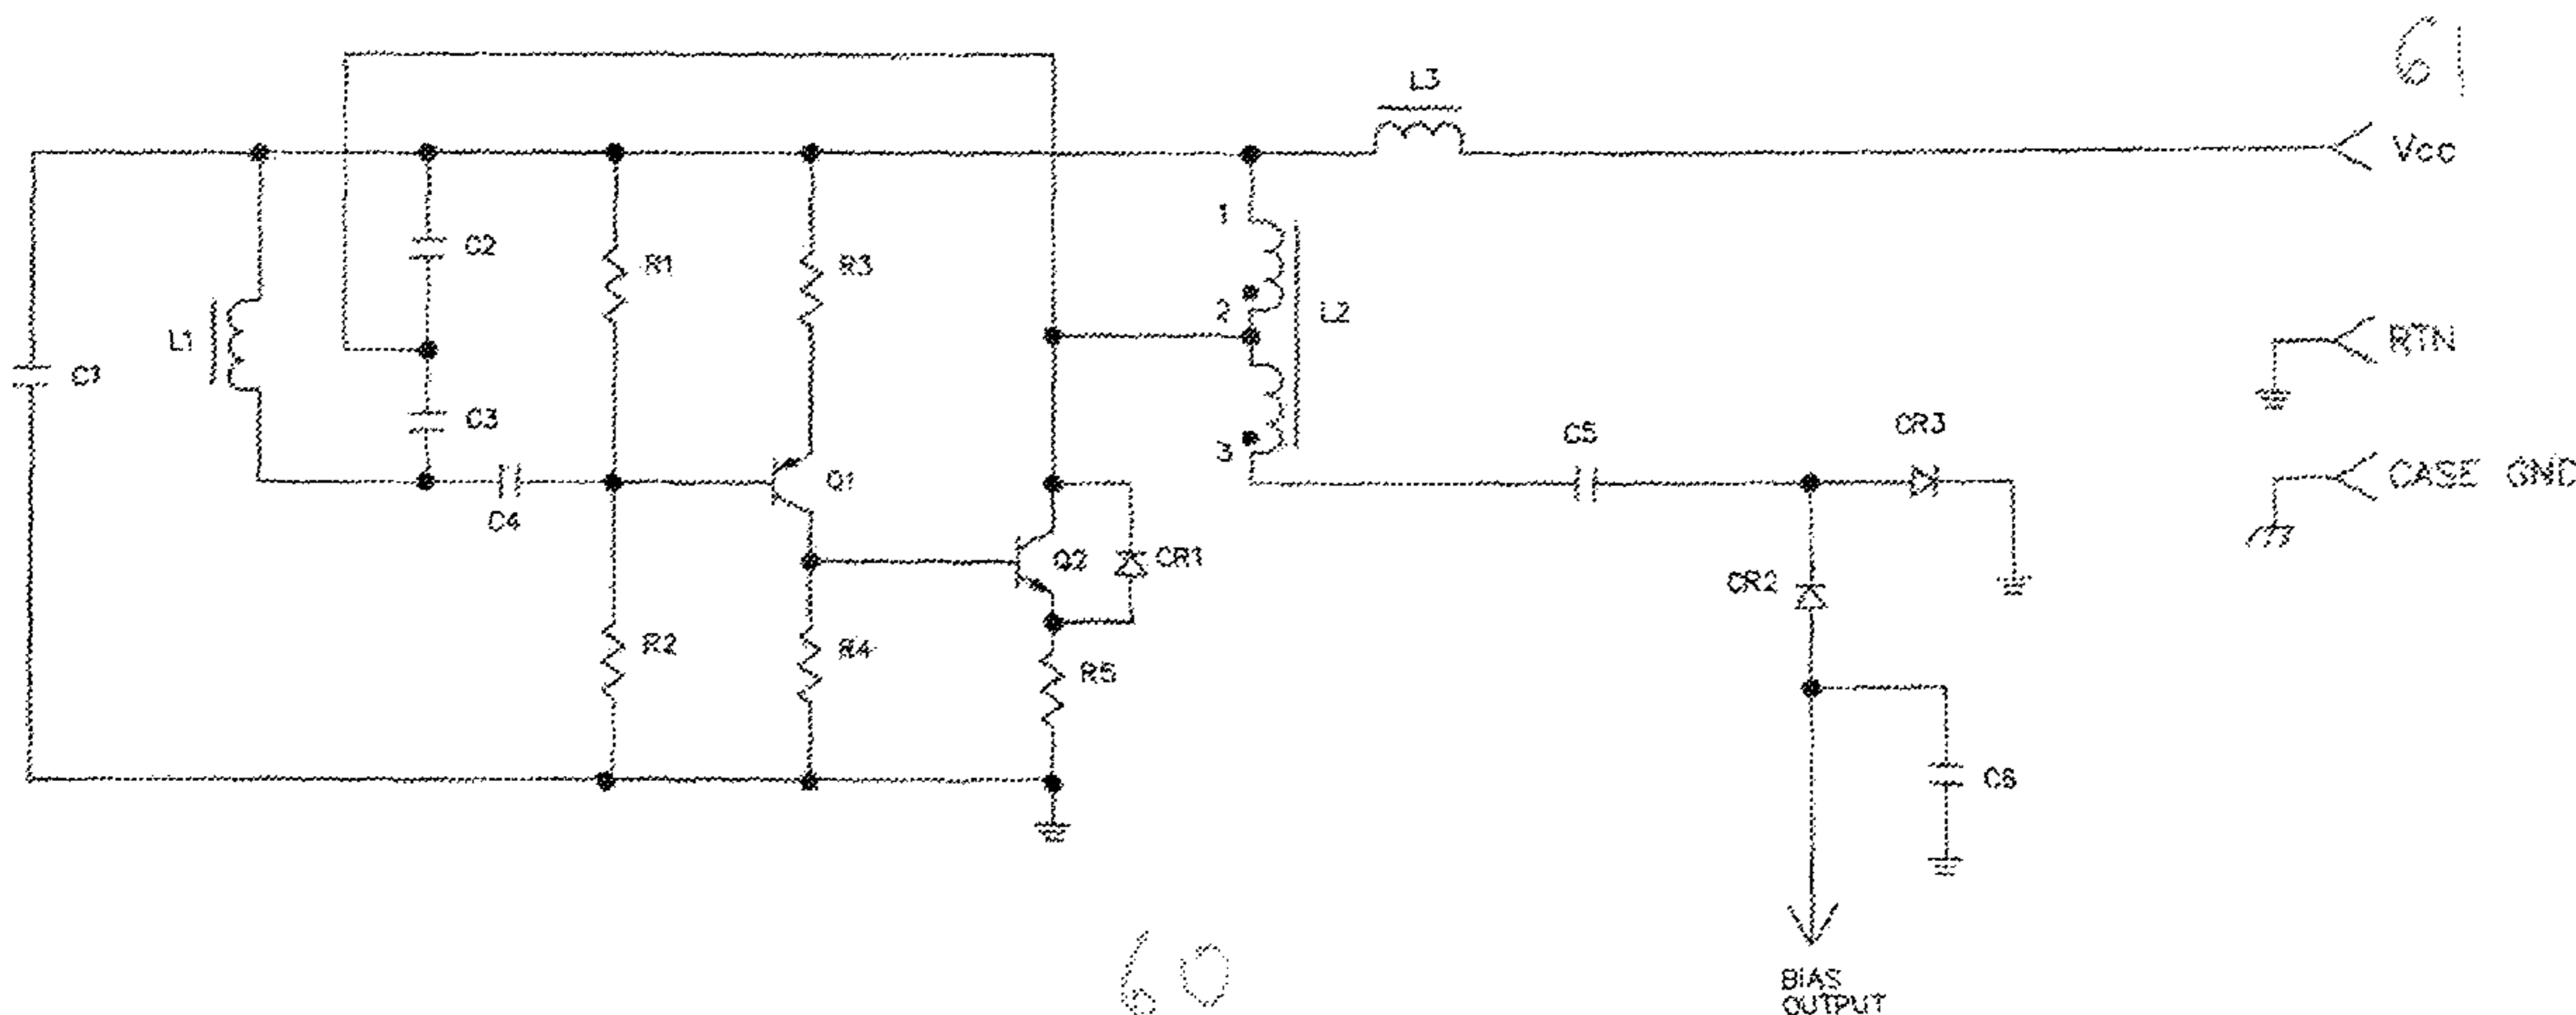 61
L3
Vcc
C2
R1
R3
1
2
L2
L1
RTN
C1
C3
CR3
C5
3
Q1
CASE GND
C4
Q2
CR1
CR2
R2
R4
R5
C6
60
BIAS
OUTPUT